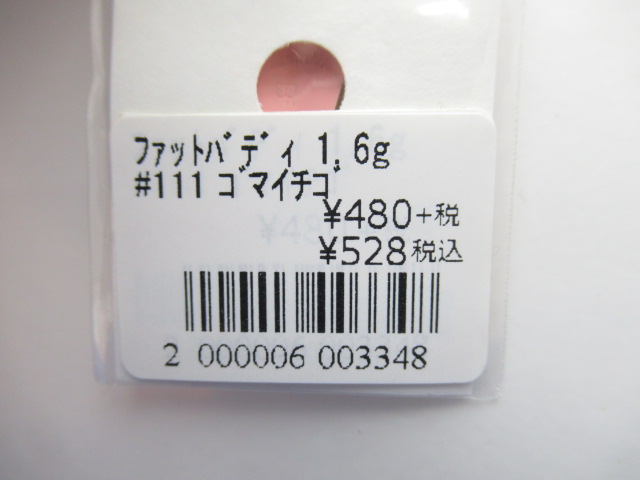 ﾌｧｯﾄﾊﾞﾃﾞｨ 1.6g
#111 ｺﾞﾏｲﾁｺﾞ
¥480+税
¥528税込
2 000006 003348